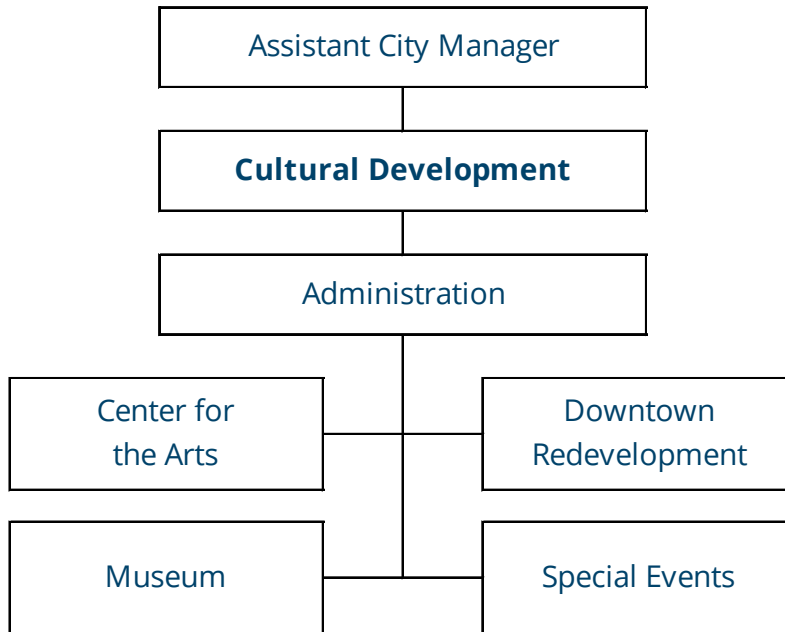 Assistant City Manager
Cultural Development
Administration
Center for
the Arts
Downtown
Redevelopment
Museum
Special Events